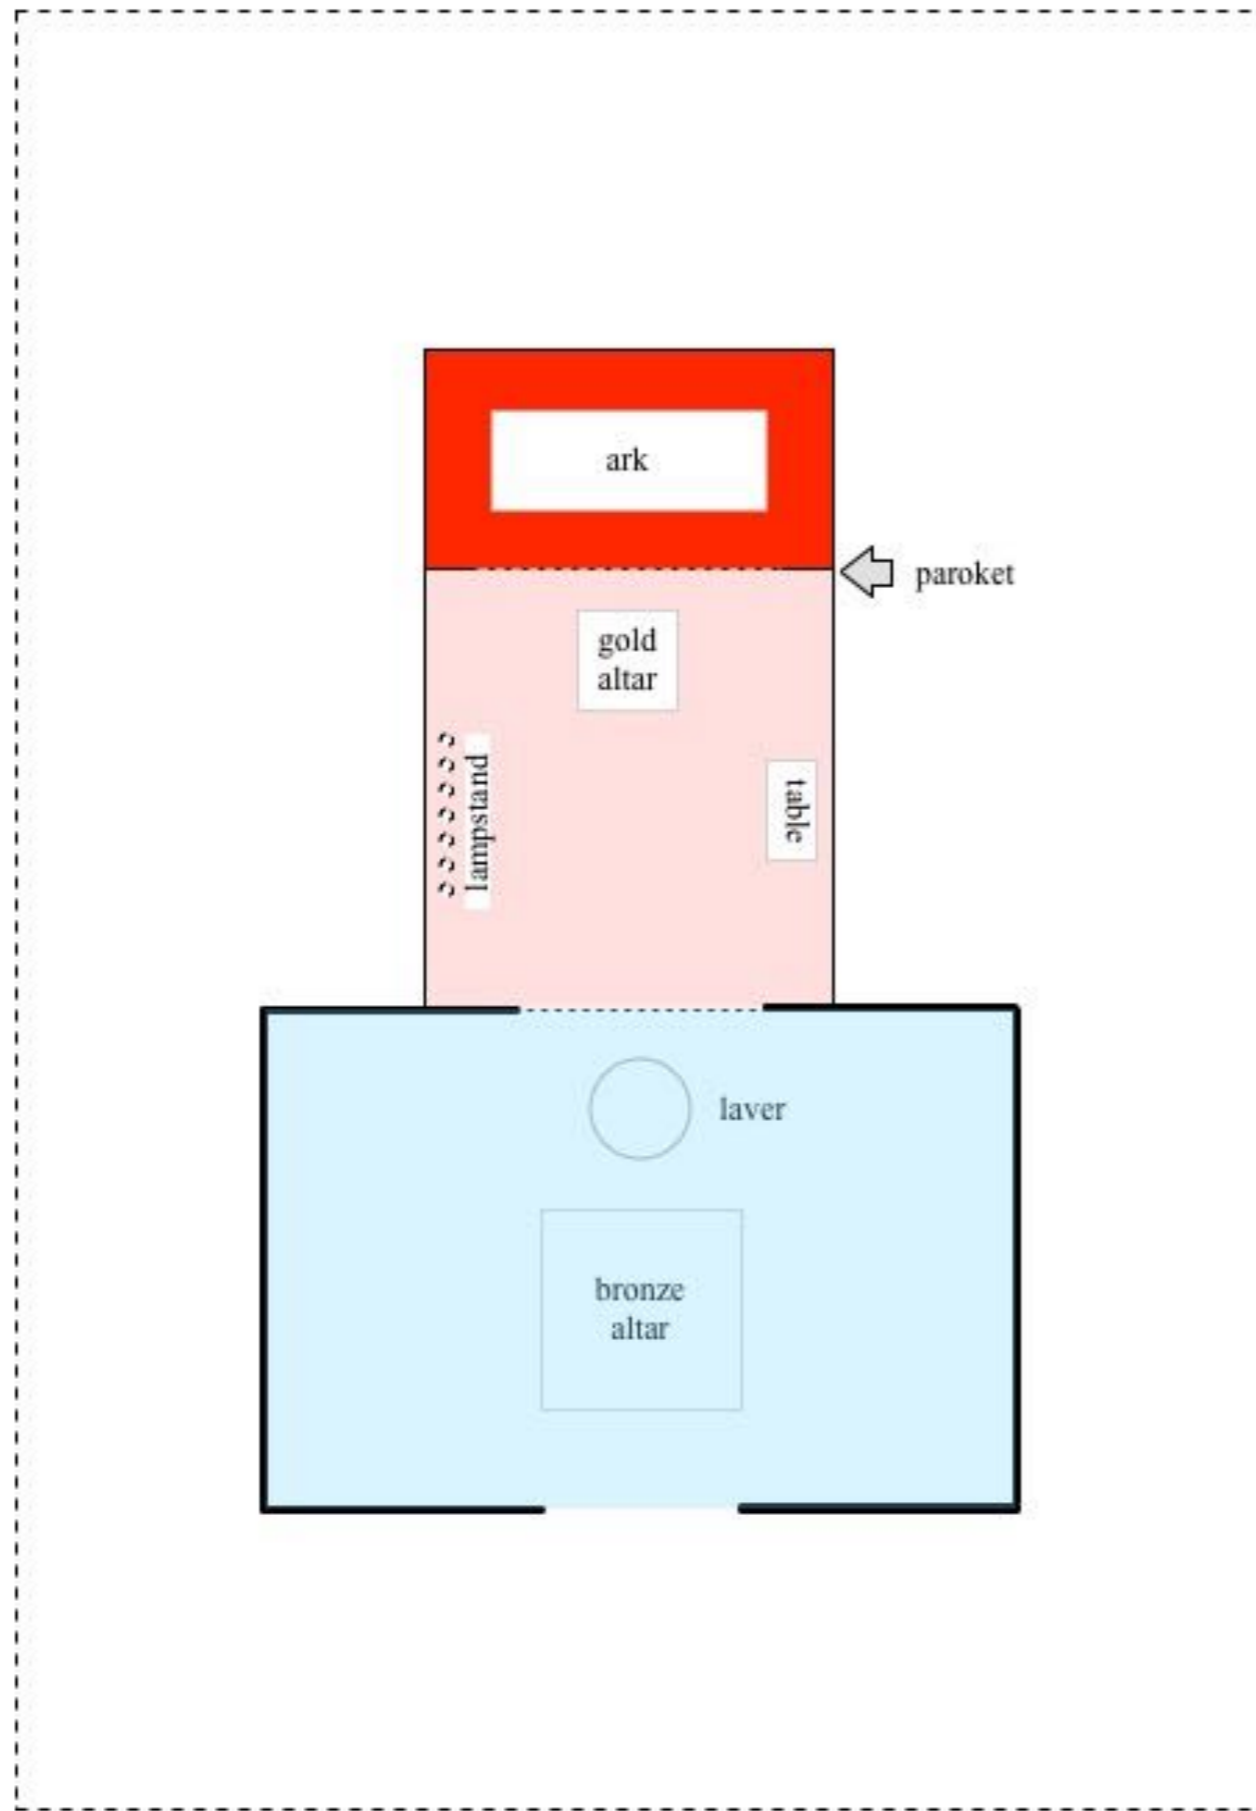 ark
paroket
gold
altar
lampstand
table
laver
bronze
altar